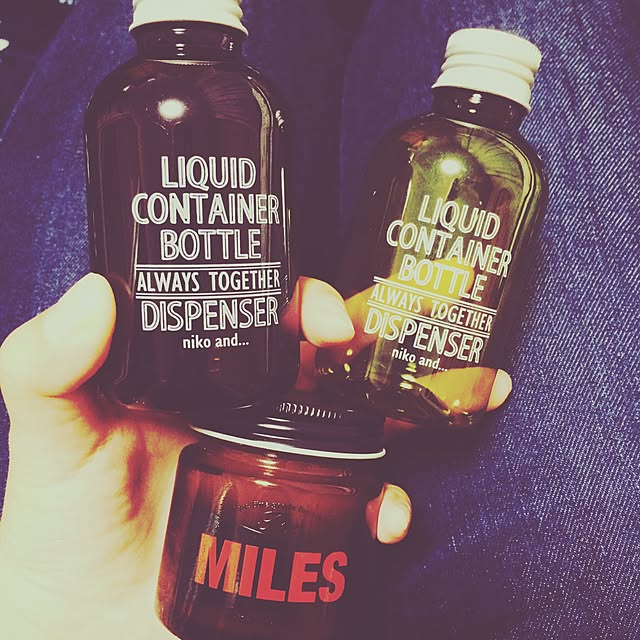 LIQUID
CONTAINER
BOTTLE
ALWAYS TOGETHER
DISPENSER
niko and...
LIQUID
CONTAINER
BOTTLE
ALWAYS TOGETHER
DISPENSER
niko and...
MILES